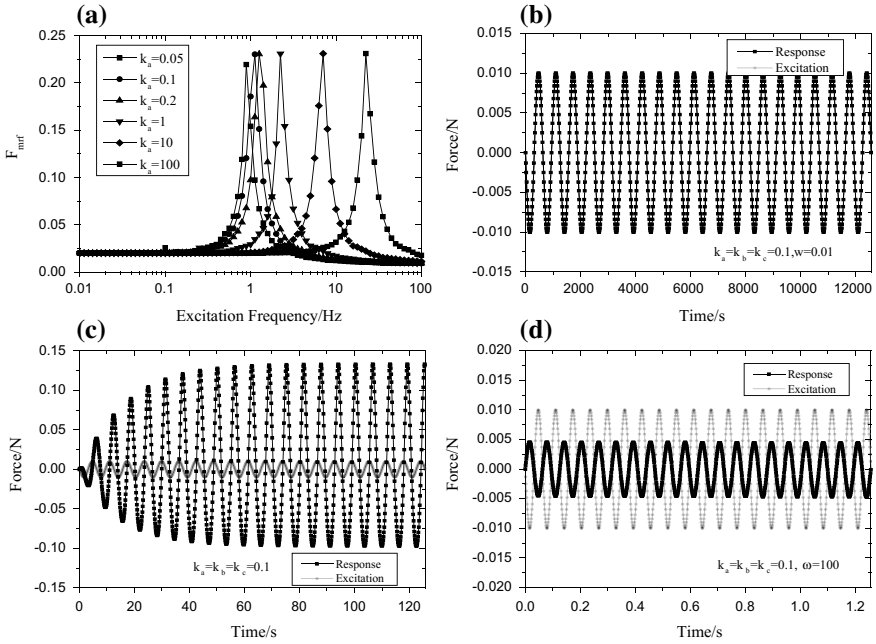 (a)
0.25
0.20
0.15
0.10
0.05
0.00
F_mrf
k_a=0.05
k_a=0.1
k_a=0.2
k_a=1
k_a=10
k_a=100
0.01 0.1 1 10 100
Excitation Frequency/Hz
(b)
0.015
0.010
0.005
0.000
-0.005
-0.010
-0.015
Force/N
Response
Excitation
k_a=k_b=k_c=0.1,w=0.01
0 2000 4000 6000 8000 10000 12000
Time/s
(c)
0.15
0.10
0.05
0.00
-0.05
-0.10
-0.15
Force/N
k_a=k_b=k_c=0.1
Response
Excitation
0 20 40 60 80 100 120
Time/s
(d)
0.020
0.015
0.010
0.005
0.000
-0.005
-0.010
-0.015
-0.020
Force/N
Response
Excitation
k_a=k_b=k_c=0.1, ω=100
0.0 0.2 0.4 0.6 0.8 1.0 1.2
Time/s